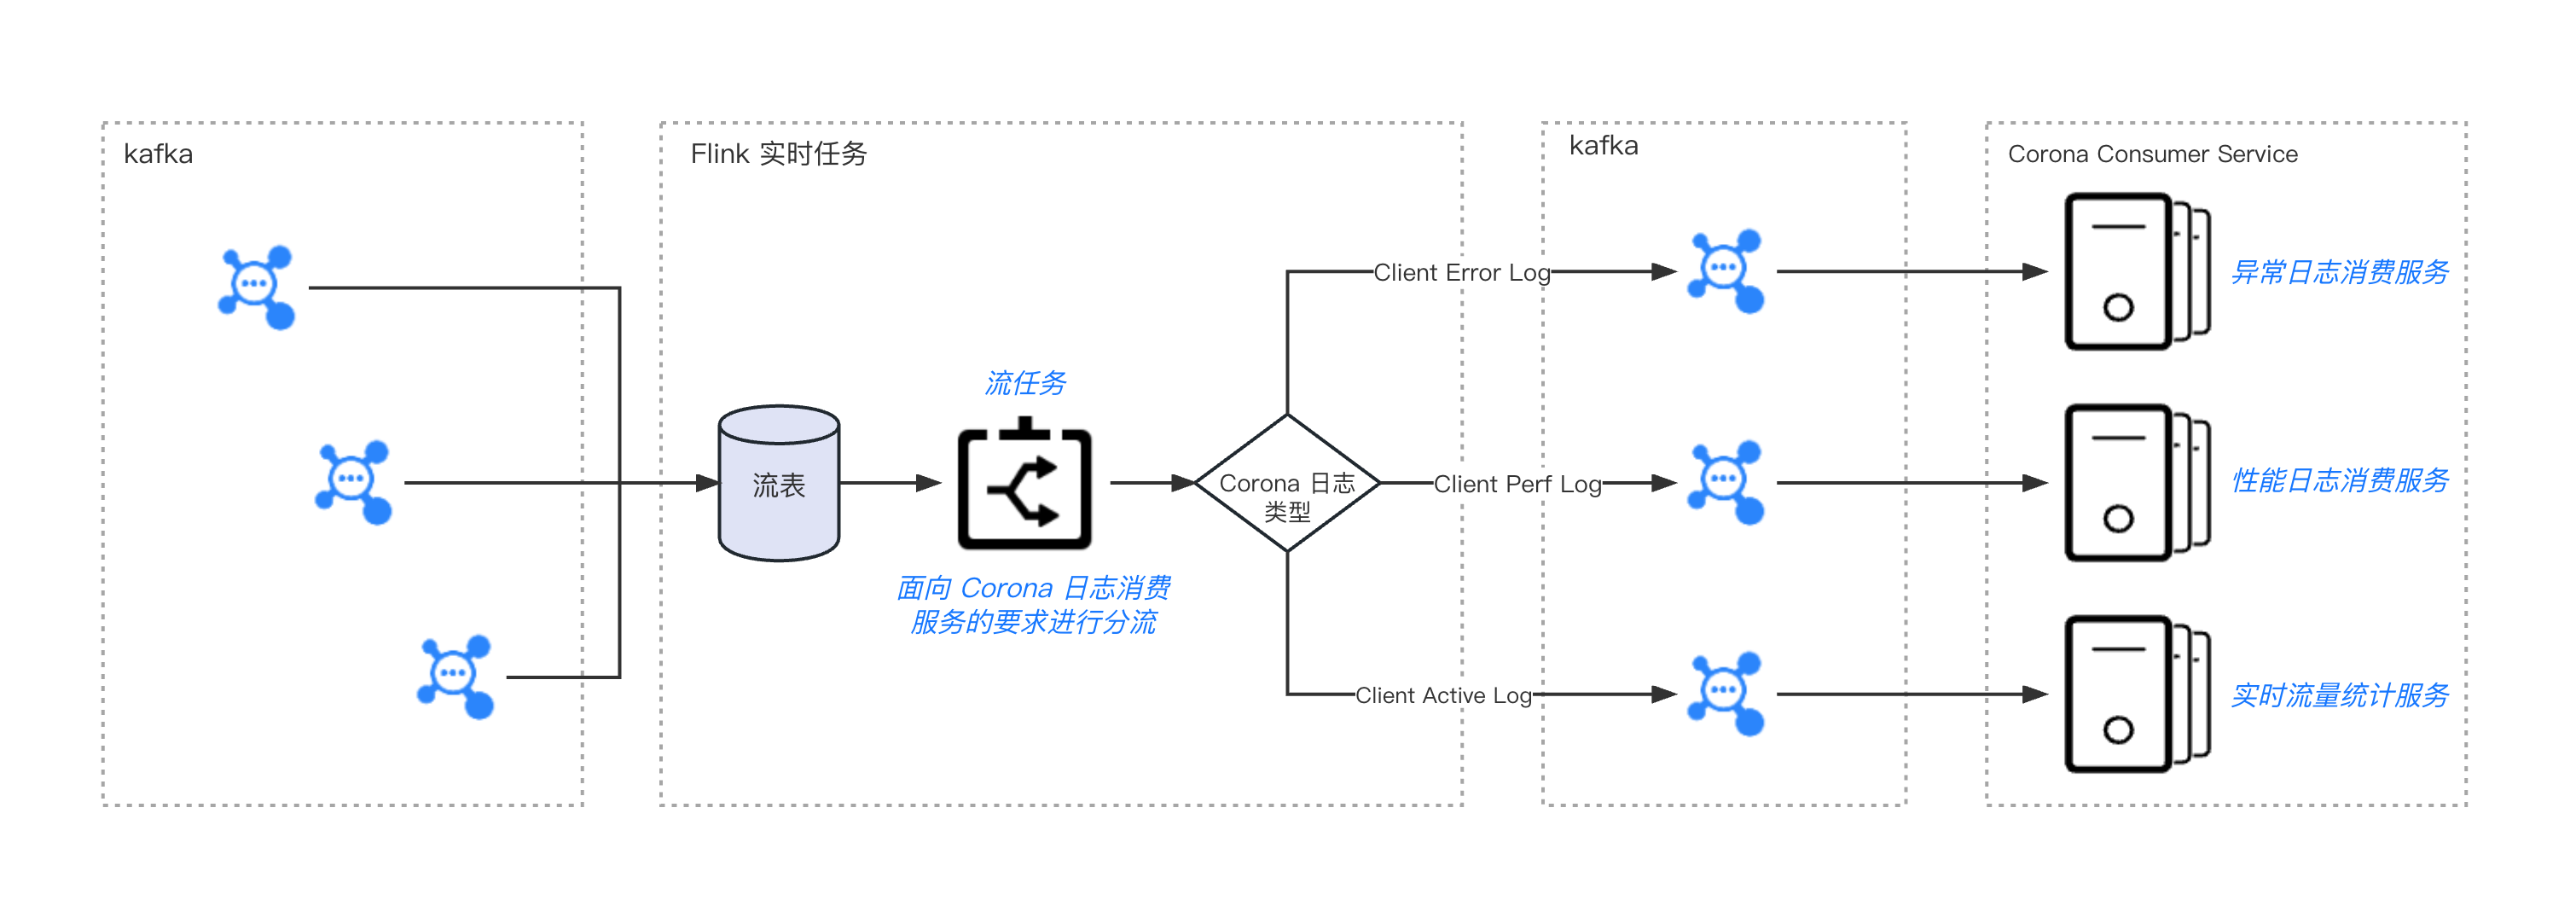 kafka
Flink 实时任务
流表
流任务
面向 Corona 日志消费
服务的要求进行分流
Corona 日志
类型
Client Error Log
Client Perf Log
Client Active Log
kafka
Corona Consumer Service
异常日志消费服务
性能日志消费服务
实时流量统计服务